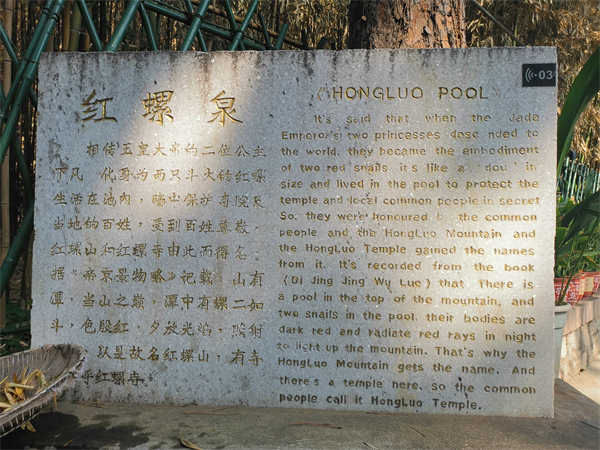 红螺泉
相传玉皇大帝的二位公主
下凡，化身为两只斗火的红螺
生活在池内，暗中保护寺院及
当地的百姓，受到百姓尊敬，
红螺山和红螺寺由此而得名。
据《帝京景物略》记载：山有
潭，当山之巅，潭中有螺二如
斗，色殷红，夕放光焰，照射
以是故名红螺山，有寺
乎红螺寺。
《HONGLUO POOL》
03
It's said that when the Jade
Emperor's two princesses dosc nded to
the world, they became the embodiment
of two red snails, it's like a "dou" in
size and lived in the pool to protect the
temple and local common people in secret
So, they were honoured b the common
people and the HongLuo Mountain and
the HongLuo Temple gained the names
from it. It's recorded from the book
(Di Jing Jing Wu Lue) that There is
a pool in the top of the mountain, and
two snails in the pool, their bodies are
dark red and radiate red rays in night
to light up the mountain. That's why the
HongLuo Mountain gets the name. And
there's a temple here, so the common
people call it HongLuo Temple.